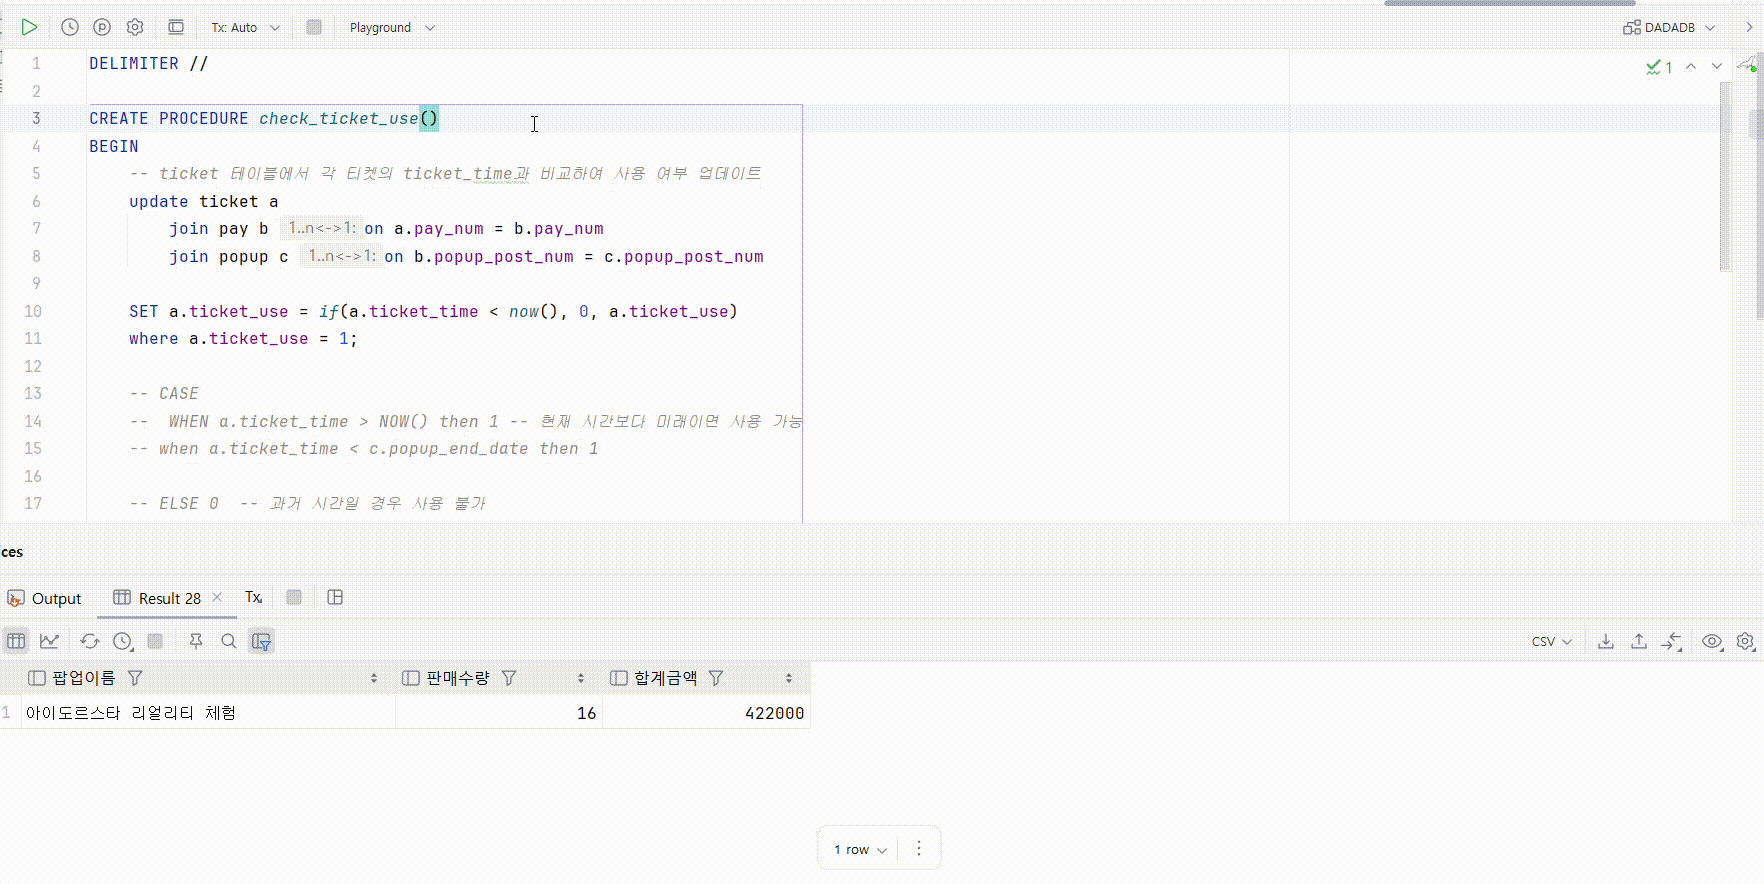 Tx: Auto Playground DADADB
1 DELIMITER // 1
2
3 CREATE PROCEDURE check_ticket_use()
4 BEGIN
5 -- ticket 테이블에서 각 티켓의 ticket_time과 비교하여 사용 여부 업데이트
6 update ticket a
7 join pay b 1..n<->1: on a.pay_num = b.pay_num
8 join popup c 1..n<->1: on b.popup_post_num = c.popup_post_num
9
10 SET a.ticket_use = if(a.ticket_time < now(), 0, a.ticket_use)
11 where a.ticket_use = 1;
12
13 -- CASE
14 -- WHEN a.ticket_time > NOW() then 1 -- 현재 시간보다 미래이면 사용 가능
15 -- when a.ticket_time < c.popup_end_date then 1
16
17 -- ELSE 0 -- 과거 시간일 경우 사용 불가
ces
Output Result 28 Tx
CSV
팝업이름 판매수량 합계금액
1 아이도르스타 리얼리티 체험 16 422000
1 row